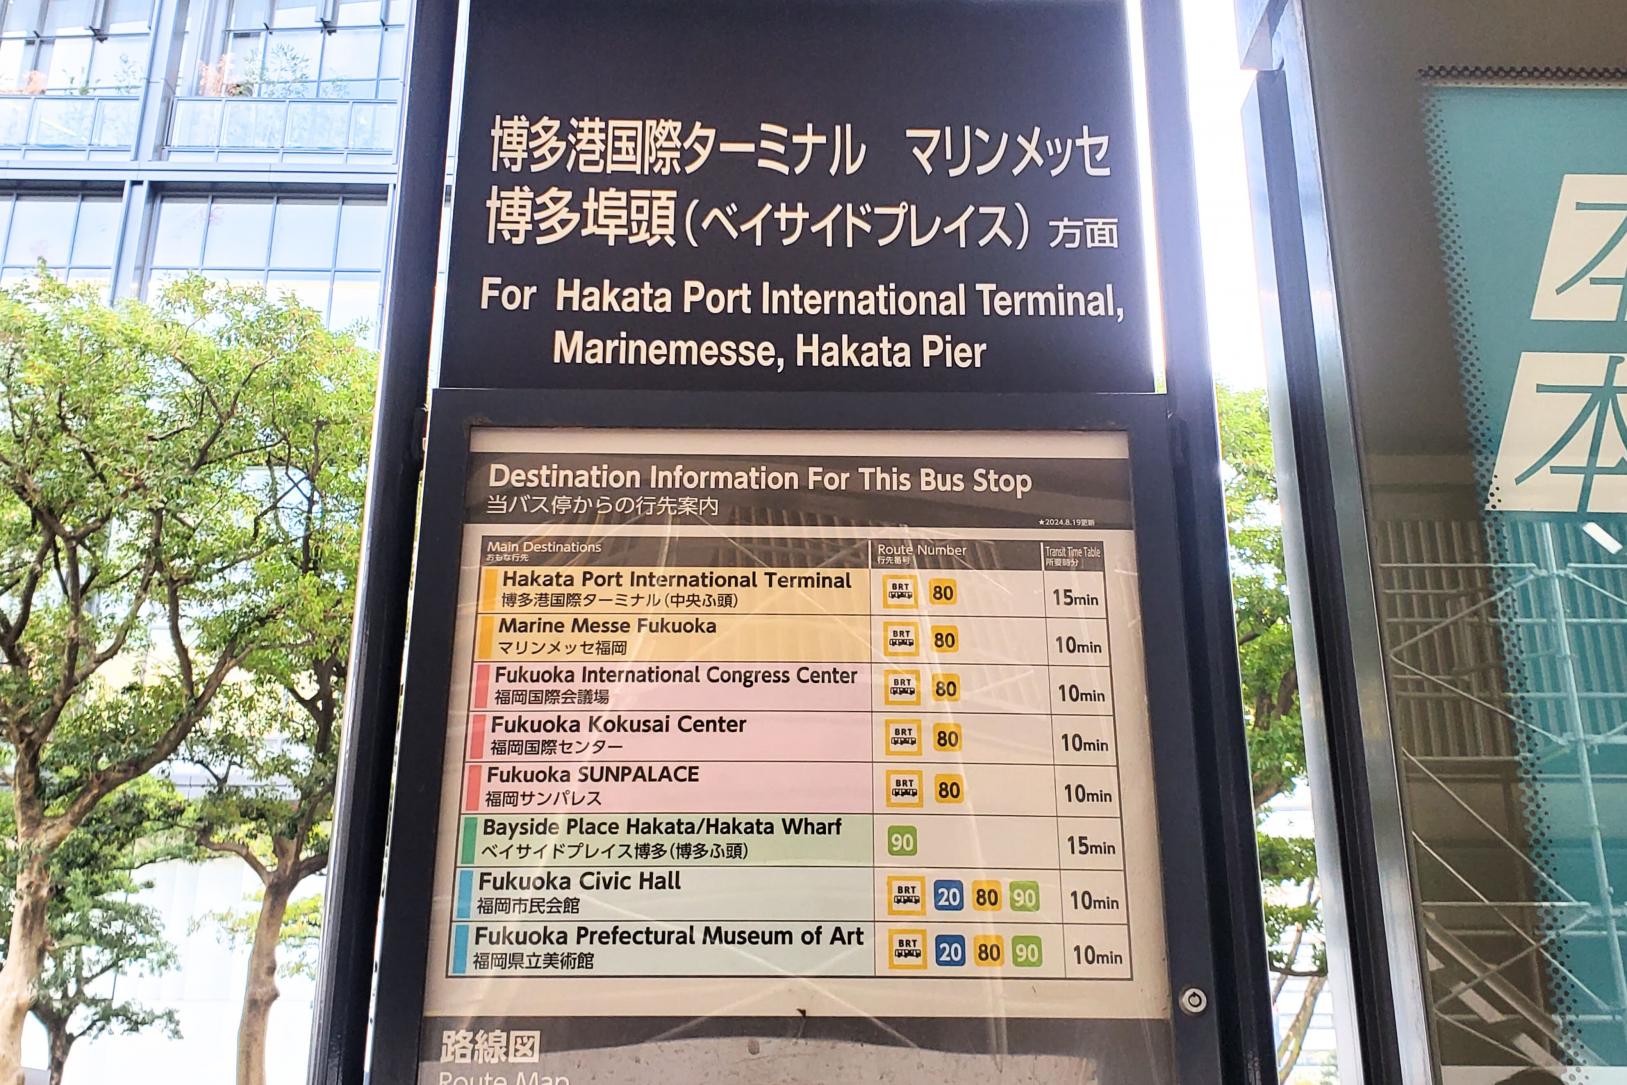 博多港国際ターミナル　マリンメッセ
博多埠頭(ベイサイドプレイス) 方面
For Hakata Port International Terminal,
Marinemesse, Hakata Pier
Destination Information For This Bus Stop
当バス停からの行先案内
★2024.8.19更新
Main Destinations Route Number Transit Time Table
おもな行先 行先番号 所要時分
Hakata Port International Terminal BRT 80 15min
博多港国際ターミナル(中央ふ頭)
Marine Messe Fukuoka BRT 80 10min
マリンメッセ福岡
Fukuoka International Congress Center BRT 80 10min
福岡国際会議場
Fukuoka Kokusai Center BRT 80 10min
福岡国際センター
Fukuoka SUNPALACE BRT 80 10min
福岡サンパレス
Bayside Place Hakata/Hakata Wharf 90 15min
ベイサイドプレイス博多(博多ふ頭)
Fukuoka Civic Hall BRT 20 80 90 10min
福岡市民会館
Fukuoka Prefectural Museum of Art BRT 20 80 90 10min
福岡県立美術館
路線図
Route Map
本
本